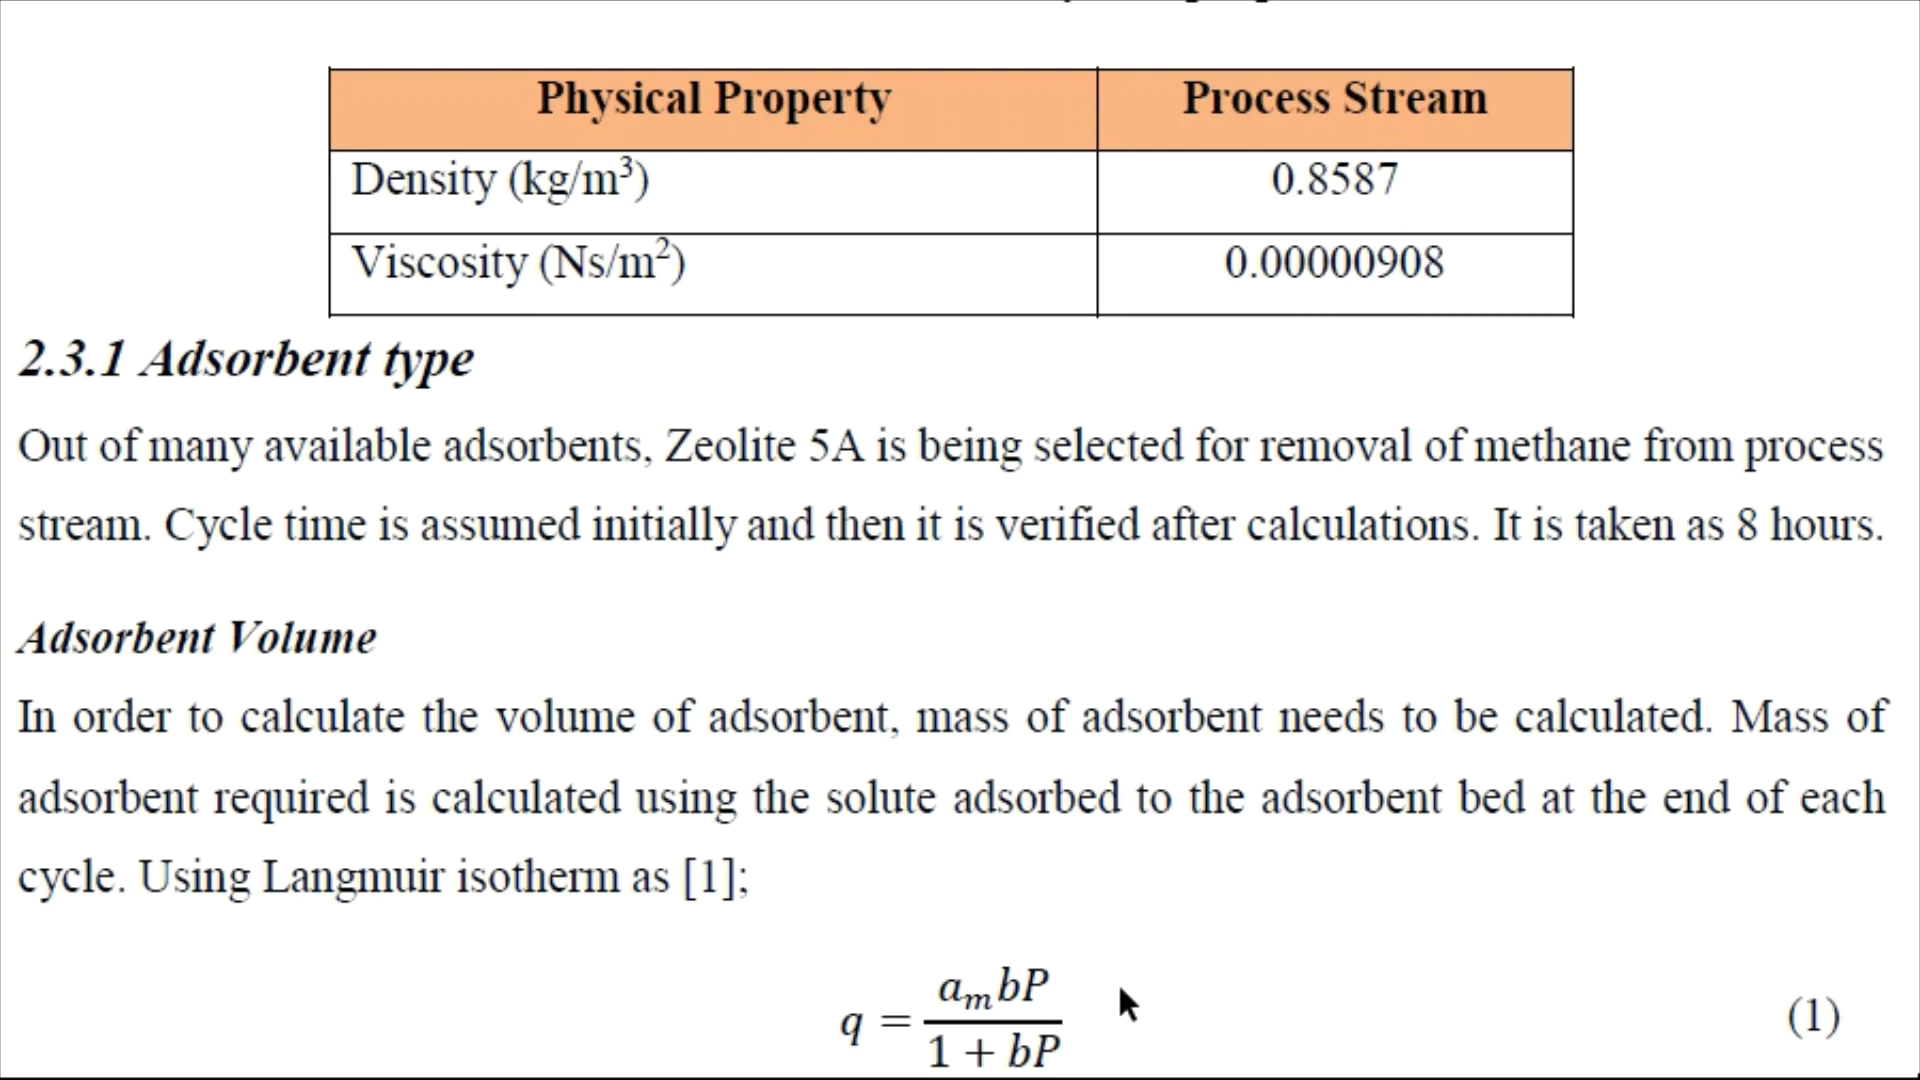 Physical Property Process Stream
Density (kg/m³) 0.8587
Viscosity (Ns/m²) 0.00000908
2.3.1 Adsorbent type
Out of many available adsorbents, Zeolite 5A is being selected for removal of methane from process
stream. Cycle time is assumed initially and then it is verified after calculations. It is taken as 8 hours.
Adsorbent Volume
In order to calculate the volume of adsorbent, mass of adsorbent needs to be calculated. Mass of
adsorbent required is calculated using the solute adsorbed to the adsorbent bed at the end of each
cycle. Using Langmuir isotherm as [1];
q = \frac{a_m bP}{1 + bP} (1)